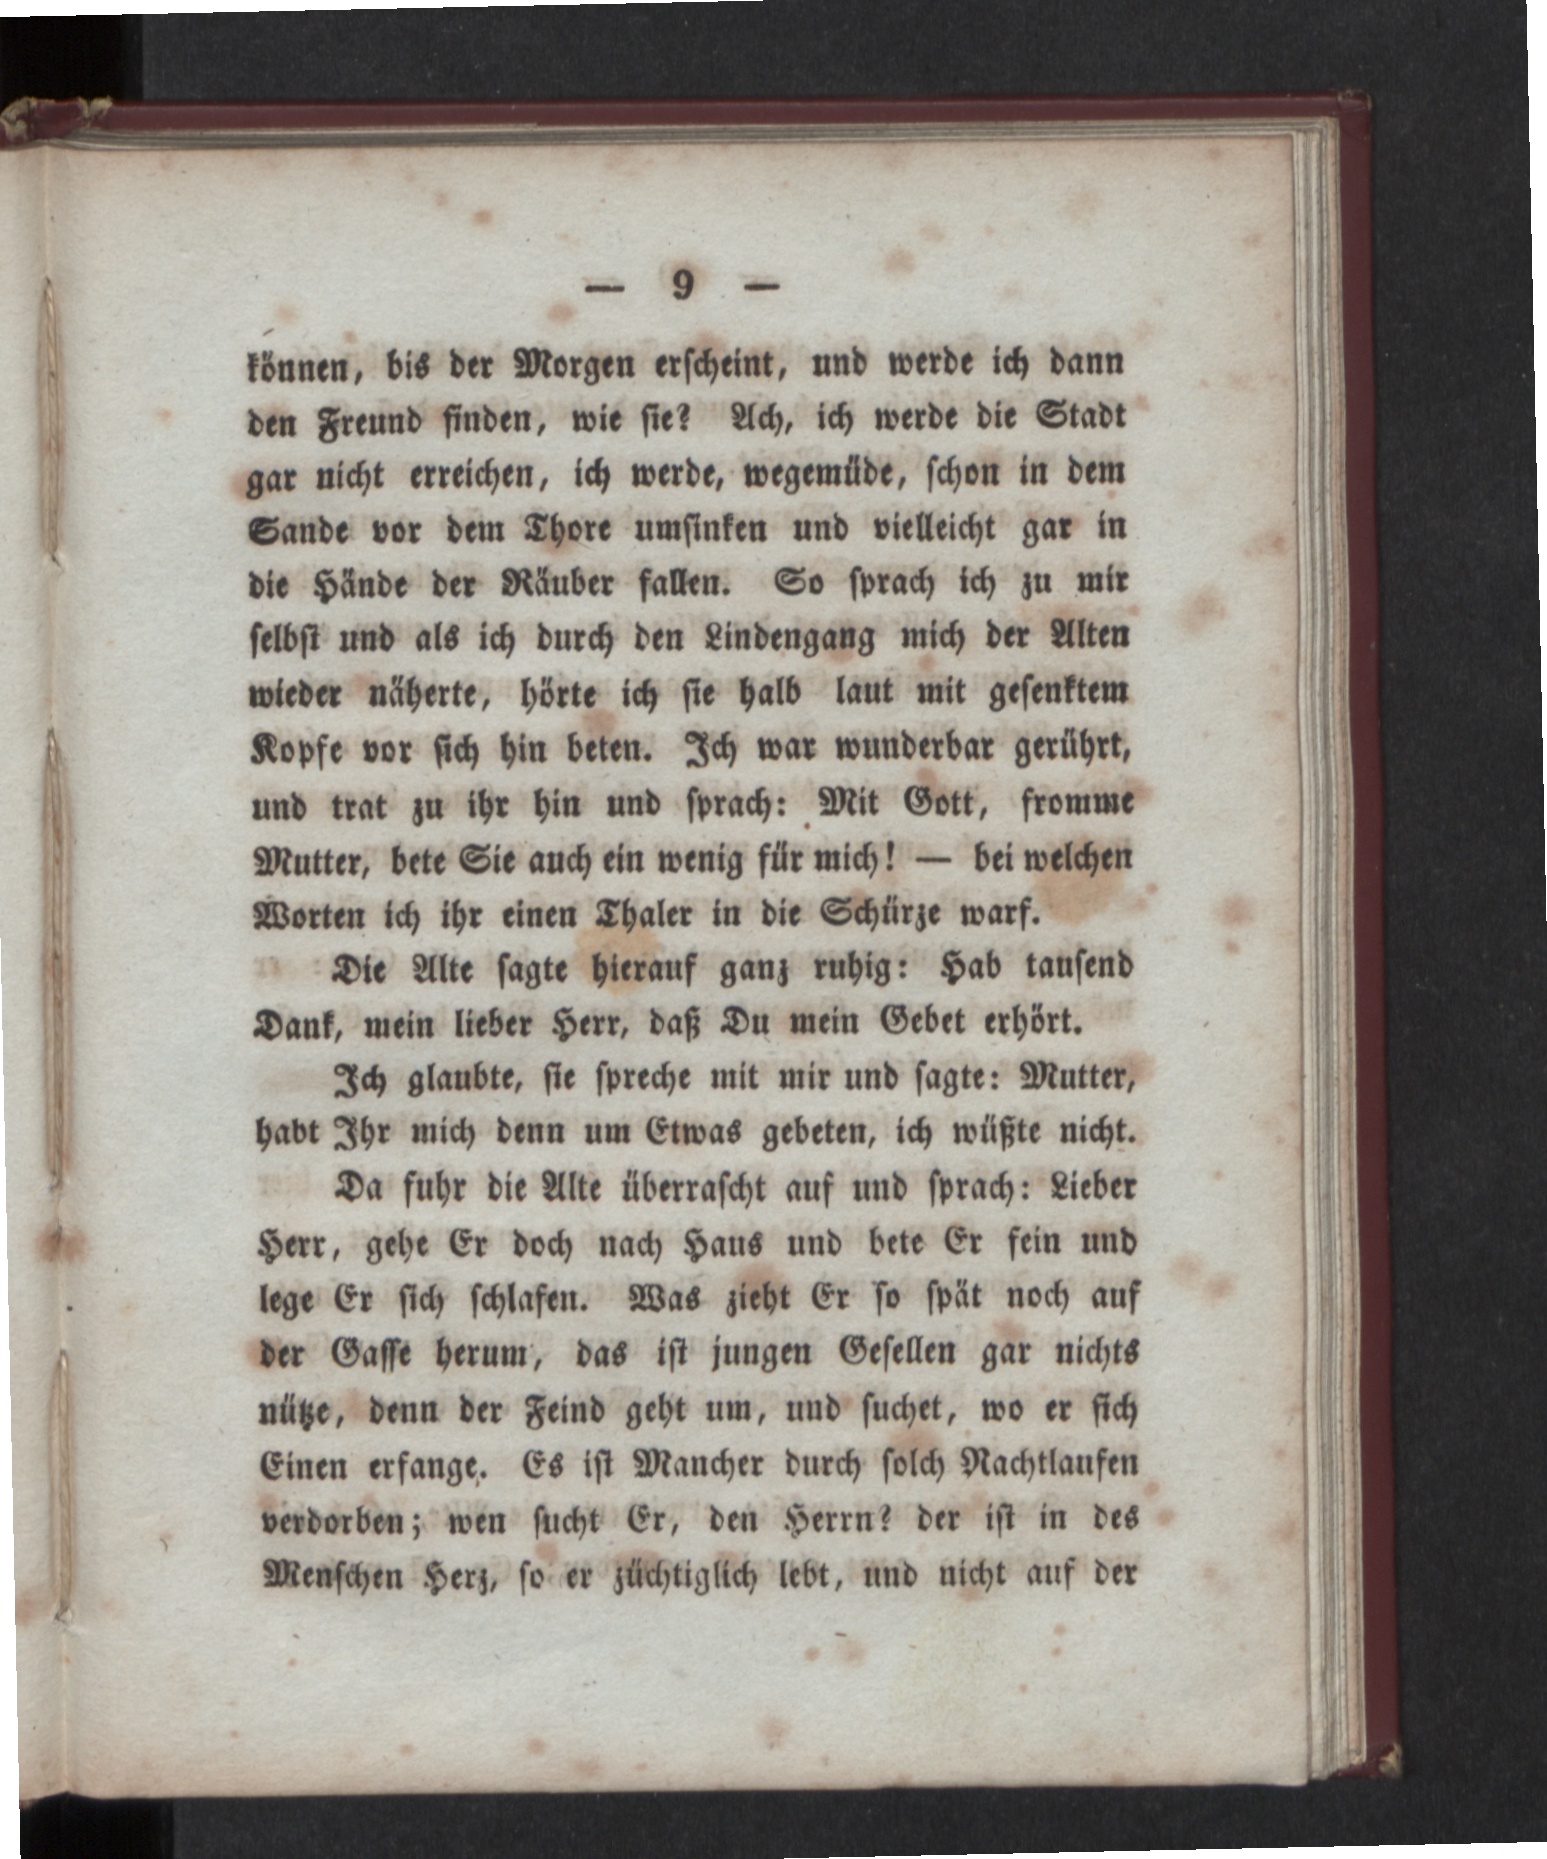 — 9 —
können, bis der Morgen erscheint, und werde ich dann
den Freund finden, wie sie? Ach, ich werde die Stadt
gar nicht erreichen, ich werde, wegemüde, schon in dem
Sande vor dem Thore umsinken und vielleicht gar in
die Hände der Räuber fallen. So sprach ich zu mir
selbst und als ich durch den Lindengang mich der Alten
wieder näherte, hörte ich sie halb laut mit gesenktem
Kopfe vor sich hin beten. Ich war wunderbar gerührt,
und trat zu ihr hin und sprach: Mit Gott, fromme
Mutter, bete Sie auch ein wenig für mich! — bei welchen
Worten ich ihr einen Thaler in die Schürze warf.
Die Alte sagte hierauf ganz ruhig: Hab tausend
Dank, mein lieber Herr, daß Du mein Gebet erhört.
Ich glaubte, sie spreche mit mir und sagte: Mutter,
habt Ihr mich denn um Etwas gebeten, ich wüßte nicht.
Da fuhr die Alte überrascht auf und sprach: Lieber
Herr, gehe Er doch nach Haus und bete Er fein und
lege Er sich schlafen. Was zieht Er so spät noch auf
der Gasse herum, das ist jungen Gesellen gar nichts
nütze, denn der Feind geht um, und suchet, wo er sich
Einen erfange. Es ist Mancher durch solch Nachtlaufen
verdorben; wen sucht Er, den Herrn? der ist in des
Menschen Herz, so er züchtiglich lebt, und nicht auf der